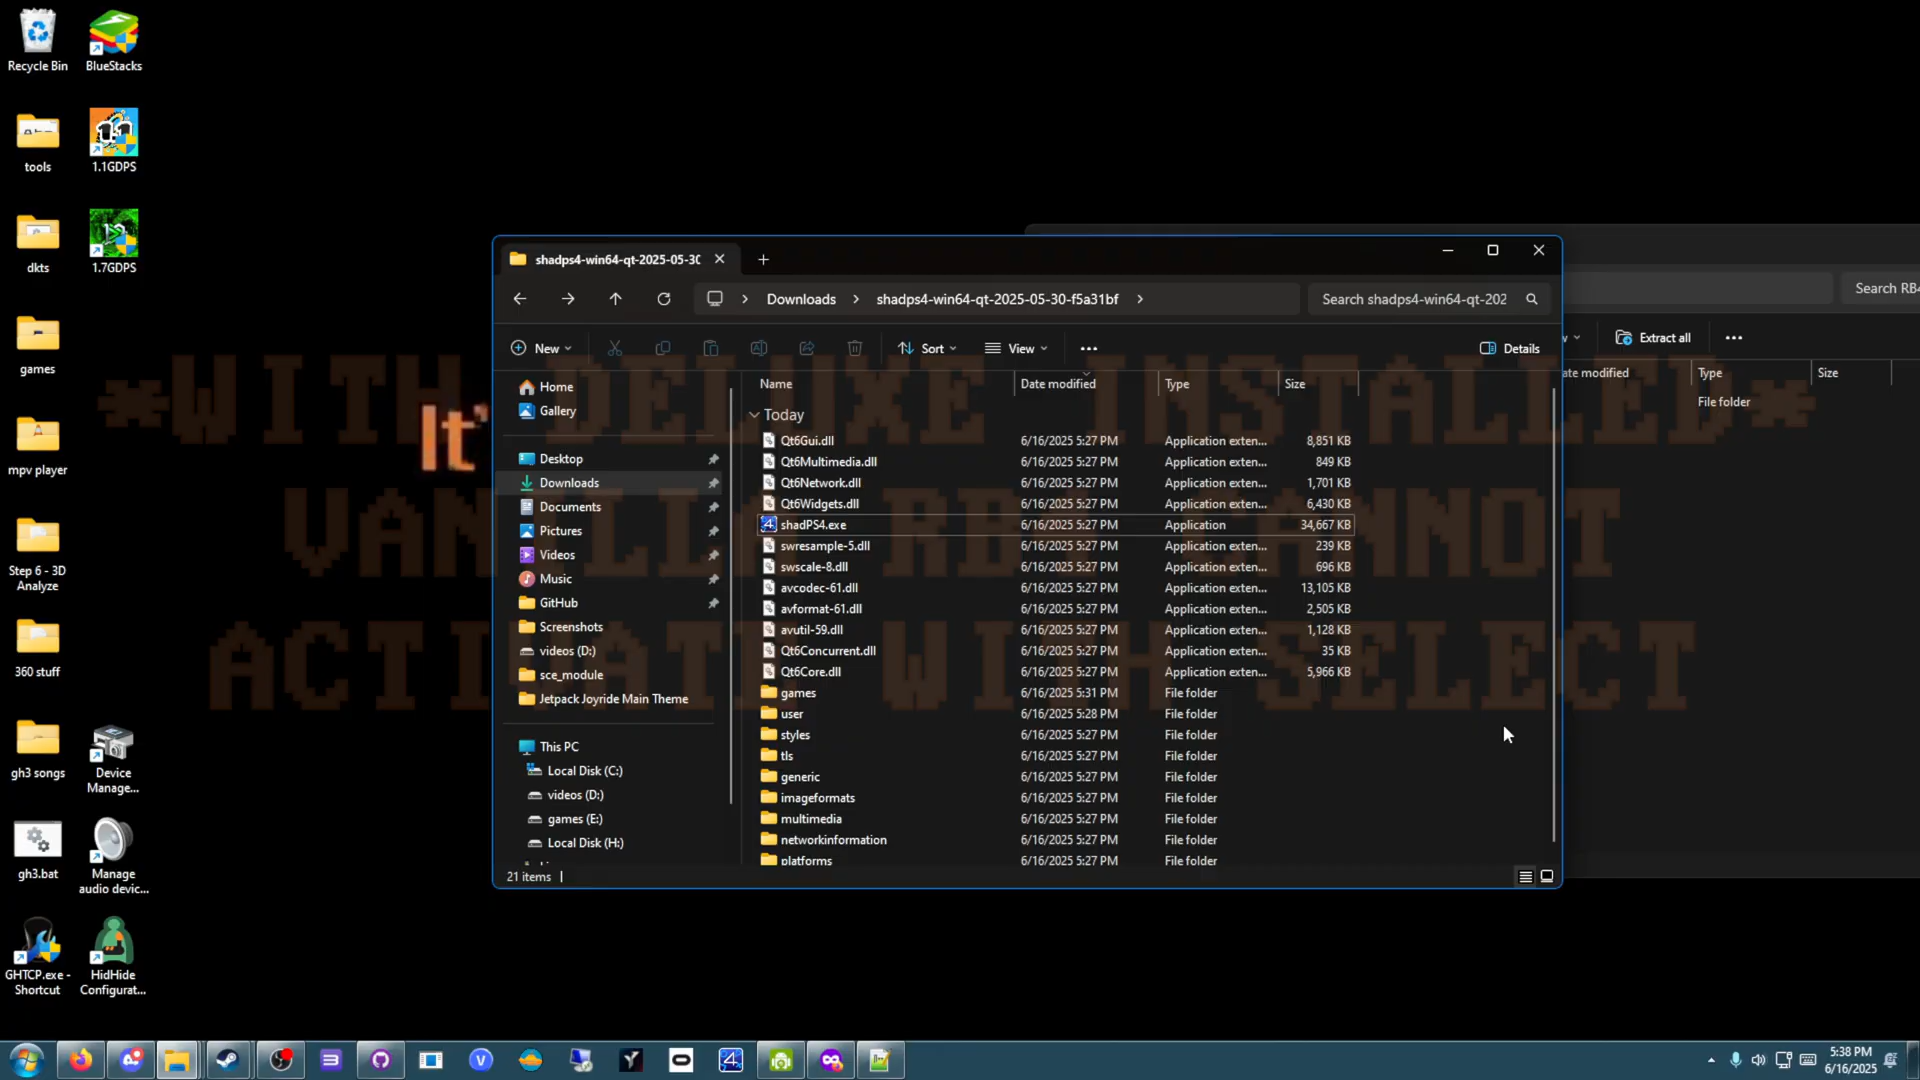 Recycle Bin
BlueStacks
tools
1.1GDPS
dkts
1.7GDPS
games
mpv player
Step 6 - 3D
Analyze
360 stuff
gh3 songs
Device
Manage...
gh3.bat
Manage
audio devic...
GHTCP.exe -
Shortcut
HidHide
Configurat...
*WITH DELUXE INSTALLED*
It'
VANILLA RB4 CANNOT
WITH SELECT
shadps4-win64-qt-2025-05-30
Downloads
shadps4-win64-qt-2025-05-30-f5a31bf
Search shadps4-win64-qt-202
New
Sort
View
Details
Home
Gallery
Desktop
Downloads
Documents
Pictures
Videos
Music
GitHub
Screenshots
videos (D:)
sce_module
Jetpack Joyride Main Theme
This PC
Local Disk (C:)
videos (D:)
games (E:)
Local Disk (H:)
Name Date modified Type Size
Today
Qt6Gui.dll 6/16/2025 5:27 PM Application exten... 8,851 KB
Qt6Multimedia.dll 6/16/2025 5:27 PM Application exten... 849 KB
Qt6Network.dll 6/16/2025 5:27 PM Application exten... 1,701 KB
Qt6Widgets.dll 6/16/2025 5:27 PM Application exten... 6,430 KB
shadPS4.exe 6/16/2025 5:27 PM Application 34,667 KB
swresample-5.dll 6/16/2025 5:27 PM Application exten... 239 KB
swscale-8.dll 6/16/2025 5:27 PM Application exten... 696 KB
avcodec-61.dll 6/16/2025 5:27 PM Application exten... 13,105 KB
avformat-61.dll 6/16/2025 5:27 PM Application exten... 2,505 KB
avutil-59.dll 6/16/2025 5:27 PM Application exten... 1,128 KB
Qt6Concurrent.dll 6/16/2025 5:27 PM Application exten... 35 KB
Qt6Core.dll 6/16/2025 5:27 PM Application exten... 5,966 KB
games 6/16/2025 5:31 PM File folder
user 6/16/2025 5:28 PM File folder
styles 6/16/2025 5:27 PM File folder
tls 6/16/2025 5:27 PM File folder
generic 6/16/2025 5:27 PM File folder
imageformats 6/16/2025 5:27 PM File folder
multimedia 6/16/2025 5:27 PM File folder
networkinformation 6/16/2025 5:27 PM File folder
platforms 6/16/2025 5:27 PM File folder
21 items
Search RB4
Extract all
ate modified Type Size
File folder
5:38 PM
6/16/2025